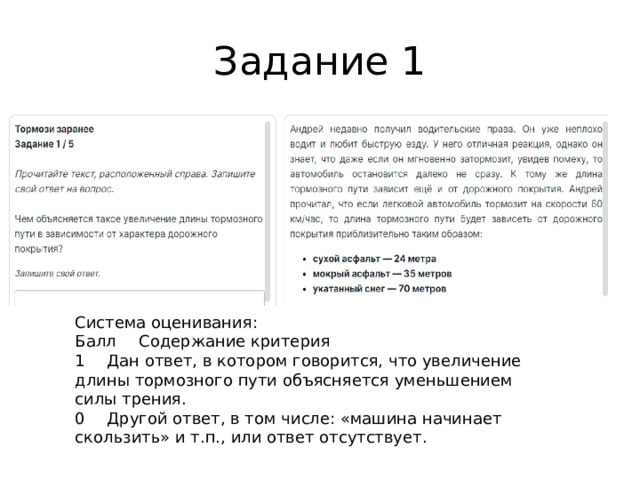 Задание 1
Тормози заранее
Задание 1 / 5
Прочитайте текст, расположенный справа. Запишите
свой ответ на вопрос.
Чем объясняется такое увеличение длины тормозного
пути в зависимости от характера дорожного
покрытия?
Запишите свой ответ.
Андрей недавно получил водительские права. Он уже неплохо
водит и любит быструю езду. У него отличная реакция, однако он
знает, что даже если он мгновенно затормозит, увидев помеху, то
автомобиль остановится далеко не сразу. К тому же длина
тормозного пути зависит ещё и от дорожного покрытия. Андрей
прочитал, что если легковой автомобиль тормозит на скорости 60
км/час, то длина тормозного пути будет зависеть от дорожного
покрытия приблизительно таким образом:
• сухой асфальт — 24 метра
• мокрый асфальт — 35 метров
• укатанный снег — 70 метров
Система оценивания:
Балл Содержание критерия
1 Дан ответ, в котором говорится, что увеличение
длины тормозного пути объясняется уменьшением
силы трения.
0 Другой ответ, в том числе: «машина начинает
скользить» и т.п., или ответ отсутствует.